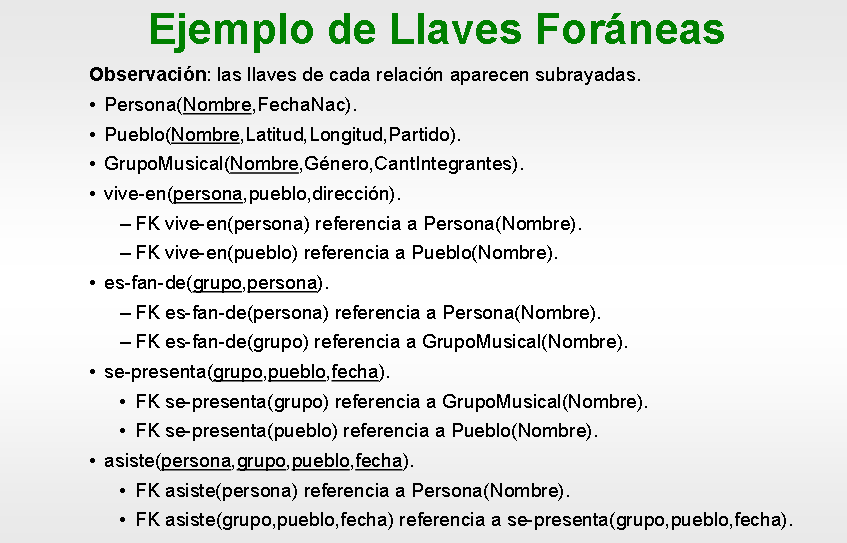 Ejemplo de Llaves Foráneas
Observación: las llaves de cada relación aparecen subrayadas.
• Persona(Nombre,FechaNac).
• Pueblo(Nombre,Latitud,Longitud,Partido).
• GrupoMusical(Nombre,Género,CantIntegrantes).
• vive-en(persona,pueblo,dirección).
– FK vive-en(persona) referencia a Persona(Nombre).
– FK vive-en(pueblo) referencia a Pueblo(Nombre).
• es-fan-de(grupo,persona).
– FK es-fan-de(persona) referencia a Persona(Nombre).
– FK es-fan-de(grupo) referencia a GrupoMusical(Nombre).
• se-presenta(grupo,pueblo,fecha).
• FK se-presenta(grupo) referencia a GrupoMusical(Nombre).
• FK se-presenta(pueblo) referencia a Pueblo(Nombre).
• asiste(persona,grupo,pueblo,fecha).
• FK asiste(persona) referencia a Persona(Nombre).
• FK asiste(grupo,pueblo,fecha) referencia a se-presenta(grupo,pueblo,fecha).